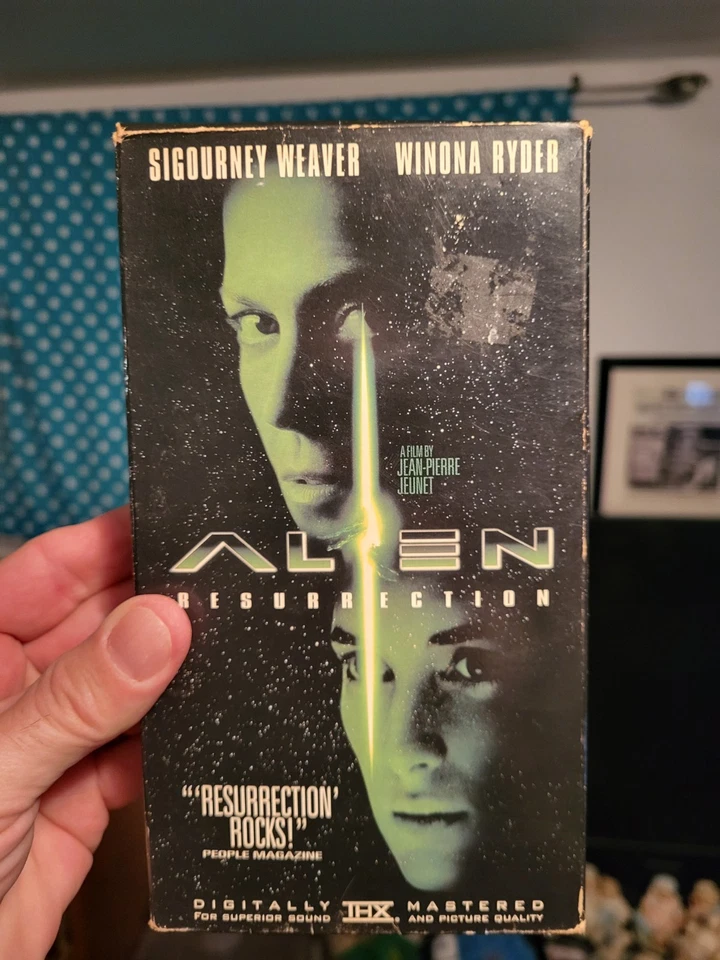 SIGOURNEY WEAVER WINONA RYDER
A FILM BY
JEAN-PIERRE
JEUNET
ALIEN
RESURRECTION
"'RESURRECTION'
ROCKS!"
PEOPLE MAGAZINE
DIGITALLY THX MASTERED
FOR SUPERIOR SOUND AND PICTURE QUALITY